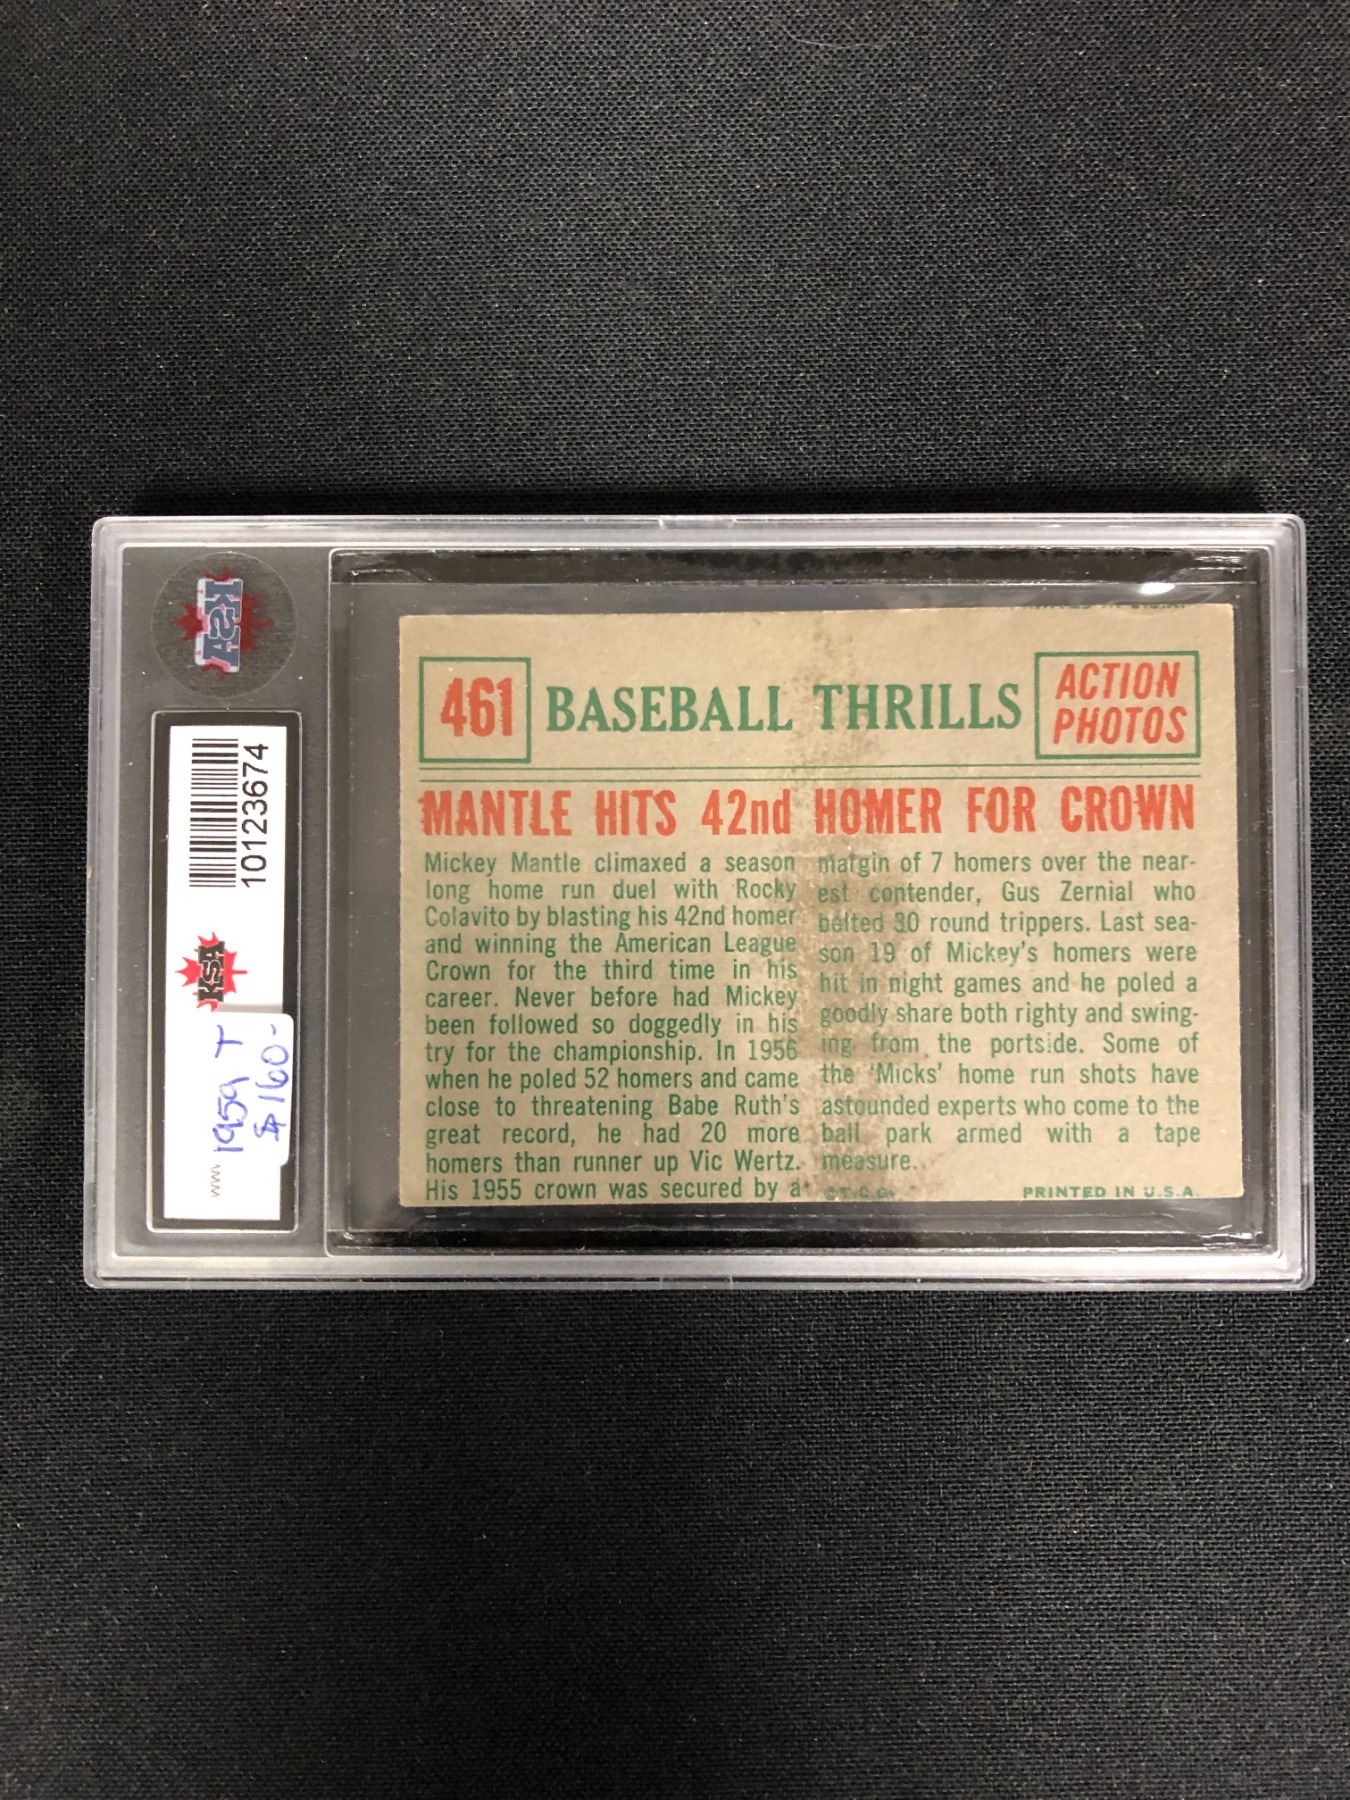 461
BASEBALL THRILLS
ACTION
PHOTOS
MANTLE HITS 42nd HOMER FOR CROWN
Mickey Mantle climaxed a season
long home run duel with Rocky
Colavito by blasting his 42nd homer
and winning the American League
Crown for the third time in his
career. Never before had Mickey
been followed so doggedly in his
try for the championship. In 1956
when he poled 52 homers and came
close to threatening Babe Ruth's
great record, he had 20 more
homers than runner up Vic Wertz.
His 1955 crown was secured by a
margin of 7 homers over the near-
est contender, Gus Zernial who
belted 30 round trippers. Last sea-
son 19 of Mickey's homers were
hit in night games and he poled a
goodly share both righty and swing-
ing from the portside. Some of
the 'Micks' home run shots have
astounded experts who come to the
ball park armed with a tape
measure.
©T.C.G.
PRINTED IN U.S.A.
KSA
10123674
KSA
www
1959 T
$160-